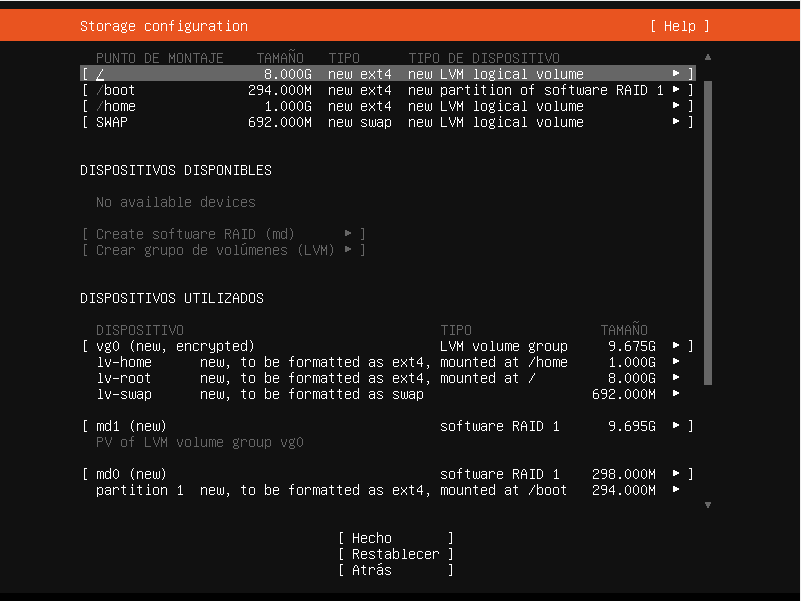 Storage configuration [ Help ]
PUNTO DE MONTAJE TAMAÑO TIPO TIPO DE DISPOSITIVO
[ / 8.000G new ext4 new LVM logical volume ▸ ]
[ /boot 294.000M new ext4 new partition of software RAID 1 ▸ ]
[ /home 1.000G new ext4 new LVM logical volume ▸ ]
[ SWAP 692.000M new swap new LVM logical volume ▸ ]
DISPOSITIVOS DISPONIBLES
No available devices
[ Create software RAID (md) ▸ ]
[ Crear grupo de volúmenes (LVM) ▸ ]
DISPOSITIVOS UTILIZADOS
DISPOSITIVO TIPO TAMAÑO
[ vg0 (new, encrypted) LVM volume group 9.675G ▸ ]
lv-home new, to be formatted as ext4, mounted at /home 1.000G ▸
lv-root new, to be formatted as ext4, mounted at / 8.000G ▸
lv-swap new, to be formatted as swap 692.000M ▸
[ md1 (new) software RAID 1 9.695G ▸ ]
PV of LVM volume group vg0
[ md0 (new) software RAID 1 298.000M ▸ ]
partition 1 new, to be formatted as ext4, mounted at /boot 294.000M ▸
[ Hecho ]
[ Restablecer ]
[ Atrás ]